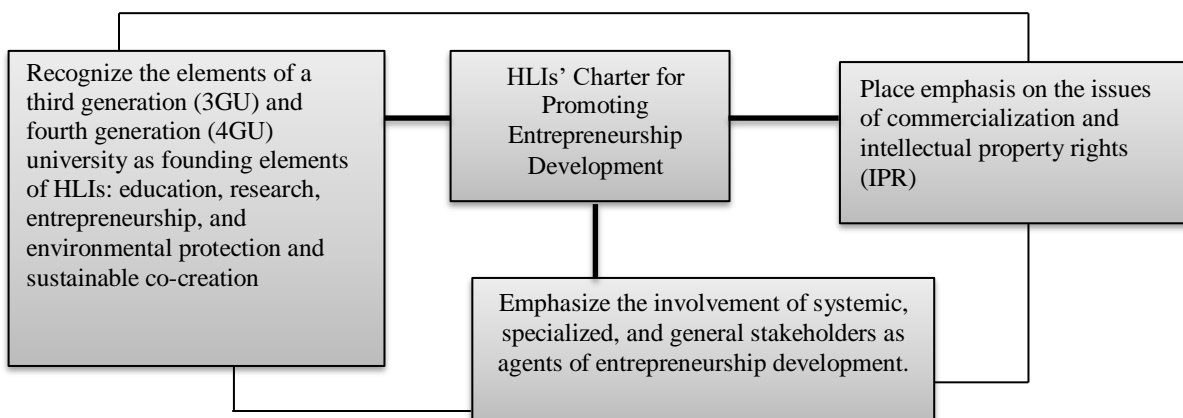 Recognize the elements of a
third generation (3GU) and
fourth generation (4GU)
university as founding elements
of HLIs: education, research,
entrepreneurship, and
environmental protection and
sustainable co-creation
HLIs’ Charter for
Promoting
Entrepreneurship
Development
Place emphasis on the issues
of commercialization and
intellectual property rights
(IPR)
Emphasize the involvement of systemic,
specialized, and general stakeholders as
agents of entrepreneurship development.